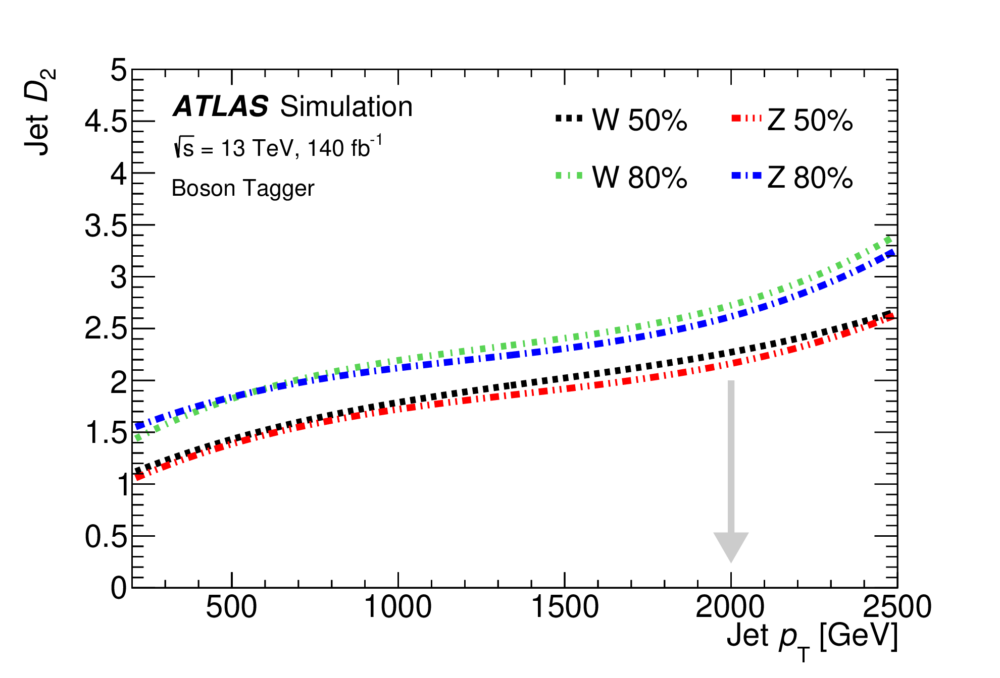 Jet D2
5
4.5
4
3.5
3
2.5
2
1.5
1
0.5
0
ATLAS Simulation
√s = 13 TeV, 140 fb-1
Boson Tagger
W 50% Z 50%
W 80% Z 80%
500 1000 1500 2000 2500
Jet pT [GeV]